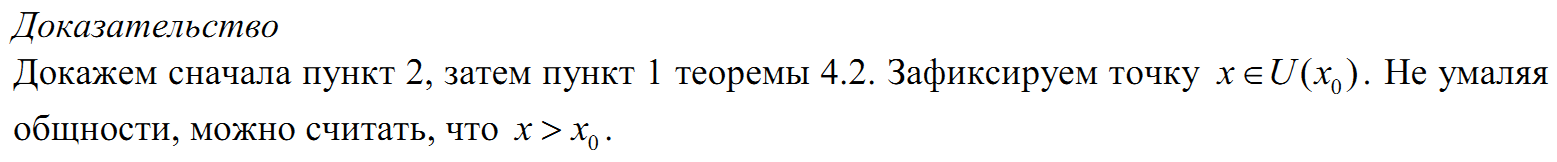 Доказательство
Докажем сначала пункт 2, затем пункт 1 теоремы 4.2. Зафиксируем точку x ∈ U(x₀). Не умаляя
общности, можно считать, что x > x₀.